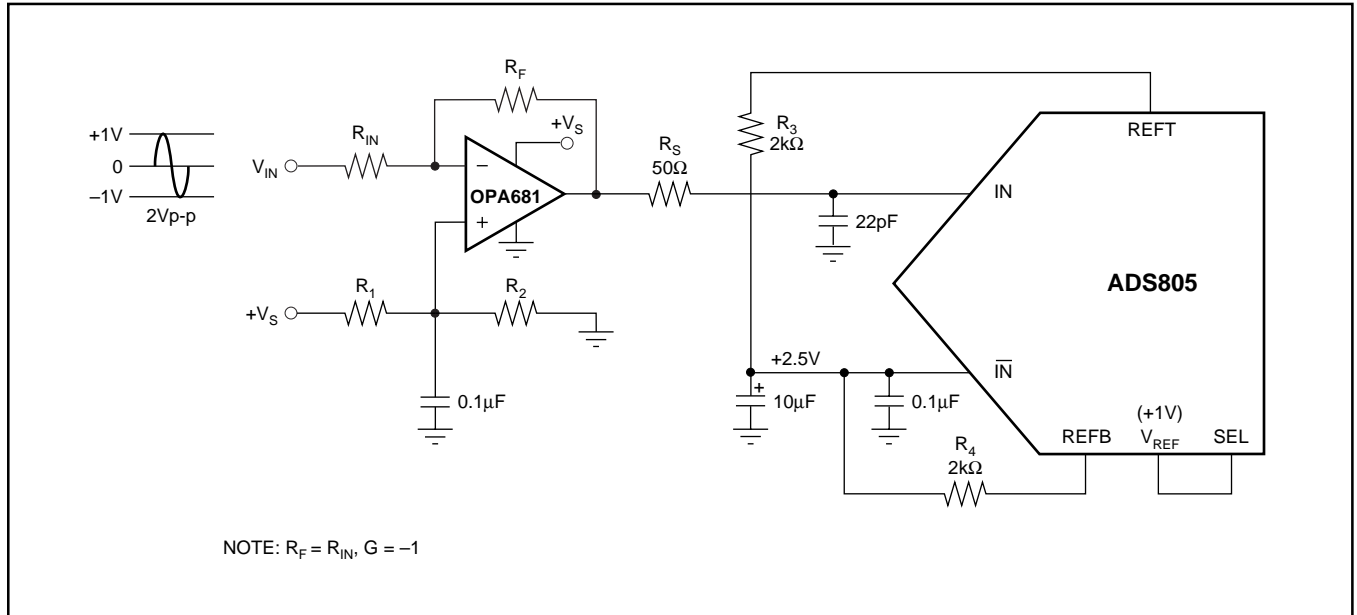 R_F
+V_S
R_IN
+1V
0
–1V
2Vp-p
V_IN
–
OPA681
+
R_S
50Ω
R_3
2kΩ
REFT
IN
22pF
ADS805
R_1
+V_S
R_2
0.1µF
+2.5V
+
10µF
0.1µF
IN̅
REFB
(+1V)
V_REF
SEL
R_4
2kΩ
NOTE: R_F = R_IN, G = –1